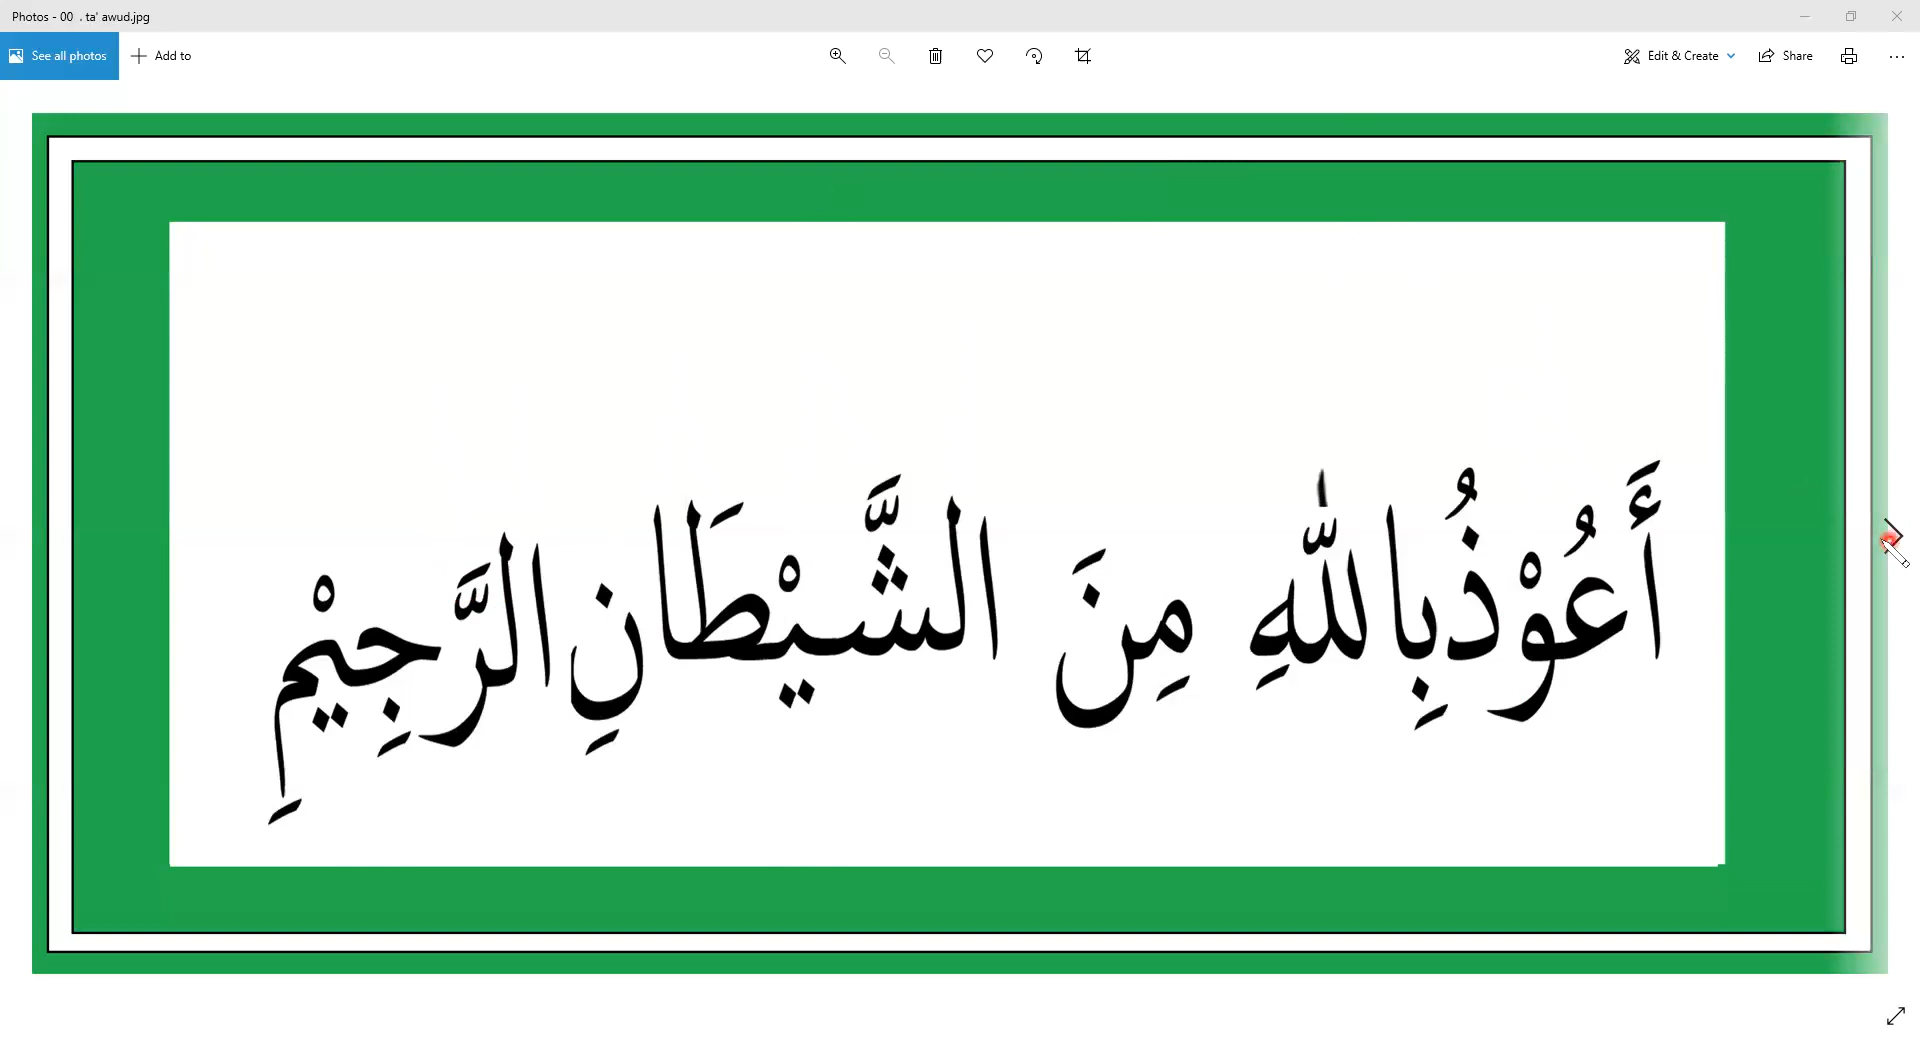 Photos - 00 . ta' awud.jpg
See all photos
Add to
Edit & Create
Share
أَعُوْذُبِاللّٰهِ مِنَ الشَّيْطَانِ الرَّجِيْمِ